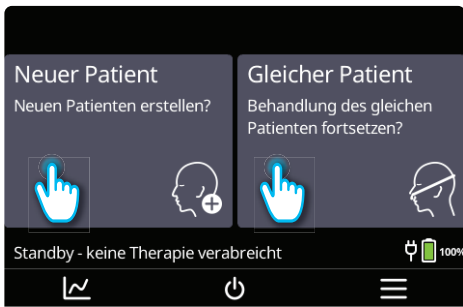 Neuer Patient
Neuen Patienten erstellen?
Gleicher Patient
Behandlung des gleichen
Patienten fortsetzen?
Standby - keine Therapie verabreicht
100%